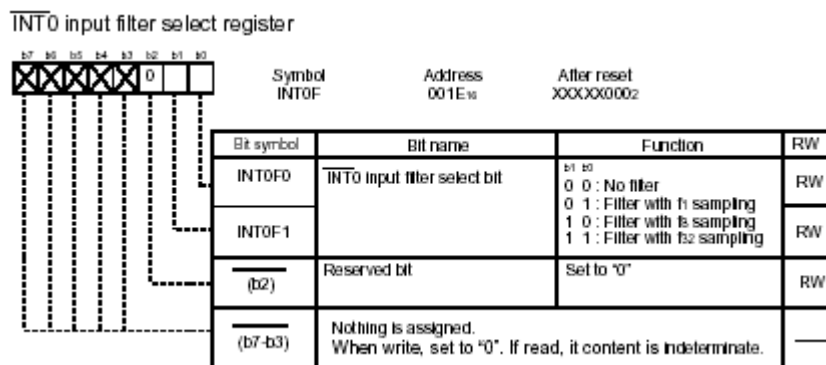 INT0 input filter select register
b7 b6 b5 b4 b3 b2 b1 b0
0
Symbol Address After reset
INT0F 001E16 XXXXX0002
Bit symbol Bit name Function RW
INT0F0 INT0 input filter select bit b1 b0
0 0 : No filter
0 1 : Filter with f1 sampling
1 0 : Filter with f8 sampling
1 1 : Filter with f32 sampling
RW
INT0F1 RW
(b2) Reserved bit Set to “0” RW
(b7-b3) Nothing is assigned.
When write, set to “0”. If read, it content is indeterminate.